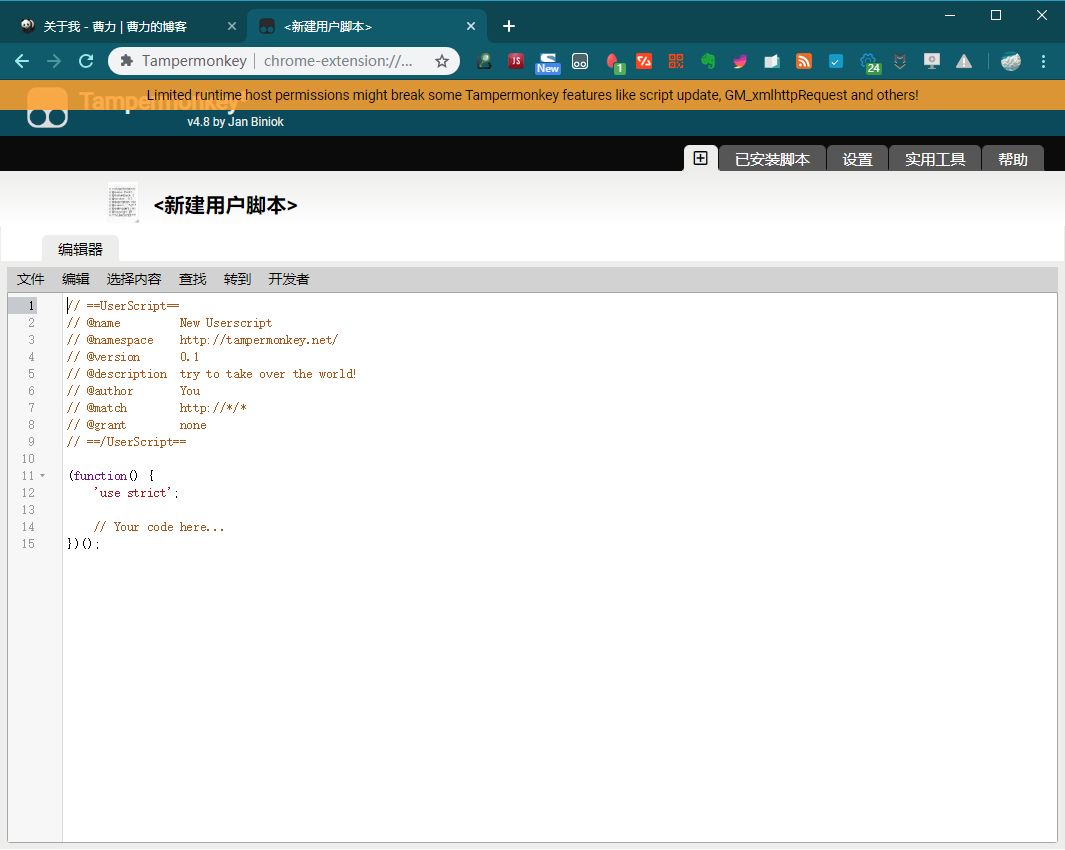 关于我 - 曹力 | 曹力的博客
<新建用户脚本>
Tampermonkey | chrome-extension://...
JS
New
1
24
Limited runtime host permissions might break some Tampermonkey features like script update, GM_xmlhttpRequest and others!
Tampermonkey
v4.8 by Jan Biniok
已安装脚本 设置 实用工具 帮助
<新建用户脚本>
编辑器
文件 编辑 选择内容 查找 转到 开发者
1 // ==UserScript==
2 // @name         New Userscript
3 // @namespace    http://tampermonkey.net/
4 // @version      0.1
5 // @description  try to take over the world!
6 // @author       You
7 // @match        http://*/*
8 // @grant        none
9 // ==/UserScript==
10
11 (function() {
12     'use strict';
13
14     // Your code here...
15 })();